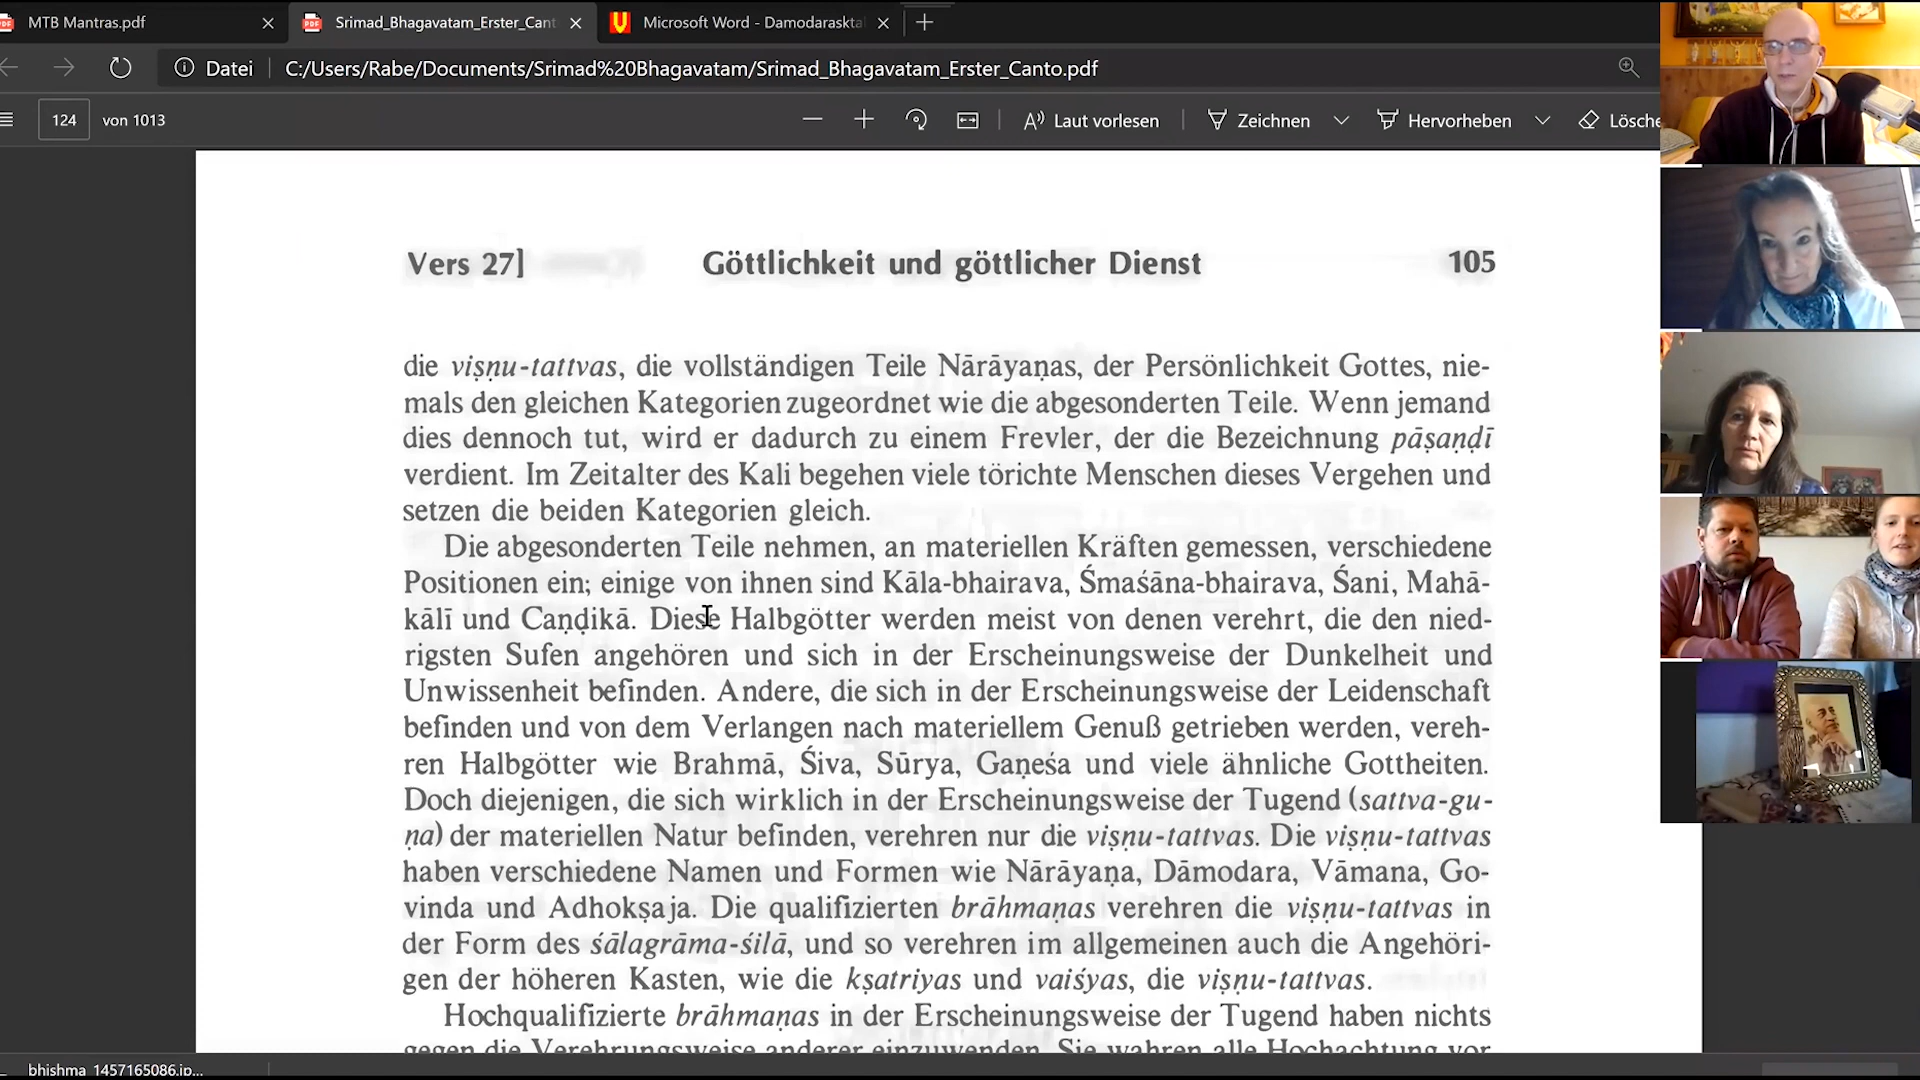 MTB Mantras.pdf
Srimad_Bhagavatam_Erster_Cant
Microsoft Word - Damodaraskta
Datei
C:/Users/Rabe/Documents/Srimad%20Bhagavatam/Srimad_Bhagavatam_Erster_Canto.pdf
124 von 1013
Laut vorlesen
Zeichnen
Hervorheben
Lösche
Vers 27] Göttlichkeit und göttlicher Dienst 105
die viṣṇu-tattvas, die vollständigen Teile Nārāyaṇas, der Persönlichkeit Gottes, nie-
mals den gleichen Kategorien zugeordnet wie die abgesonderten Teile. Wenn jemand
dies dennoch tut, wird er dadurch zu einem Frevler, der die Bezeichnung pāṣaṇḍī
verdient. Im Zeitalter des Kali begehen viele törichte Menschen dieses Vergehen und
setzen die beiden Kategorien gleich.
Die abgesonderten Teile nehmen, an materiellen Kräften gemessen, verschiedene
Positionen ein; einige von ihnen sind Kāla-bhairava, Śmaśāna-bhairava, Śani, Mahā-
kālī und Caṇḍikā. Diese Halbgötter werden meist von denen verehrt, die den nied-
rigsten Sufen angehören und sich in der Erscheinungsweise der Dunkelheit und
Unwissenheit befinden. Andere, die sich in der Erscheinungsweise der Leidenschaft
befinden und von dem Verlangen nach materiellem Genuß getrieben werden, vereh-
ren Halbgötter wie Brahmā, Śiva, Sūrya, Gaṇeśa und viele ähnliche Gottheiten.
Doch diejenigen, die sich wirklich in der Erscheinungsweise der Tugend (sattva-gu-
ṇa) der materiellen Natur befinden, verehren nur die viṣṇu-tattvas. Die viṣṇu-tattvas
haben verschiedene Namen und Formen wie Nārāyaṇa, Dāmodara, Vāmana, Go-
vinda und Adhokṣaja. Die qualifizierten brāhmaṇas verehren die viṣṇu-tattvas in
der Form des śālagrāma-śilā, und so verehren im allgemeinen auch die Angehöri-
gen der höheren Kasten, wie die kṣatriyas und vaiśyas, die viṣṇu-tattvas.
Hochqualifizierte brāhmaṇas in der Erscheinungsweise der Tugend haben nichts
gegen die Verehrungsweise anderer einzuwenden. Sie wahren alle Hochachtung vor
bhishma_1457165086.jp...